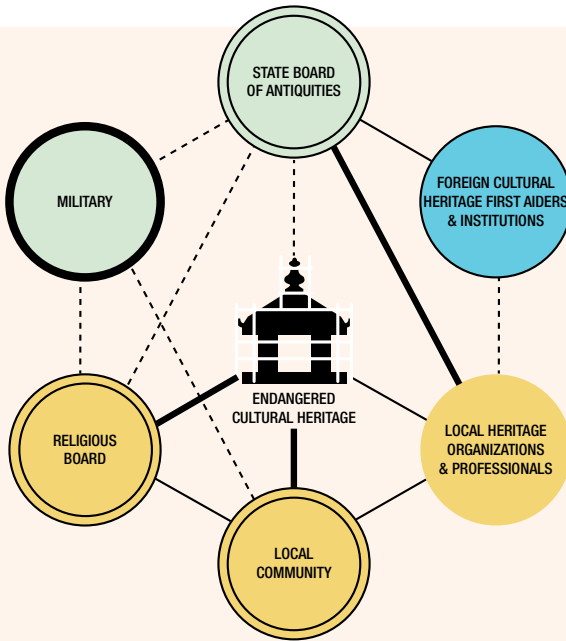 STATE BOARD
OF ANTIQUITIES
MILITARY
FOREIGN CULTURAL
HERITAGE FIRST AIDERS
& INSTITUTIONS
ENDANGERED
CULTURAL HERITAGE
RELIGIOUS
BOARD
LOCAL HERITAGE
ORGANIZATIONS
& PROFESSIONALS
LOCAL
COMMUNITY